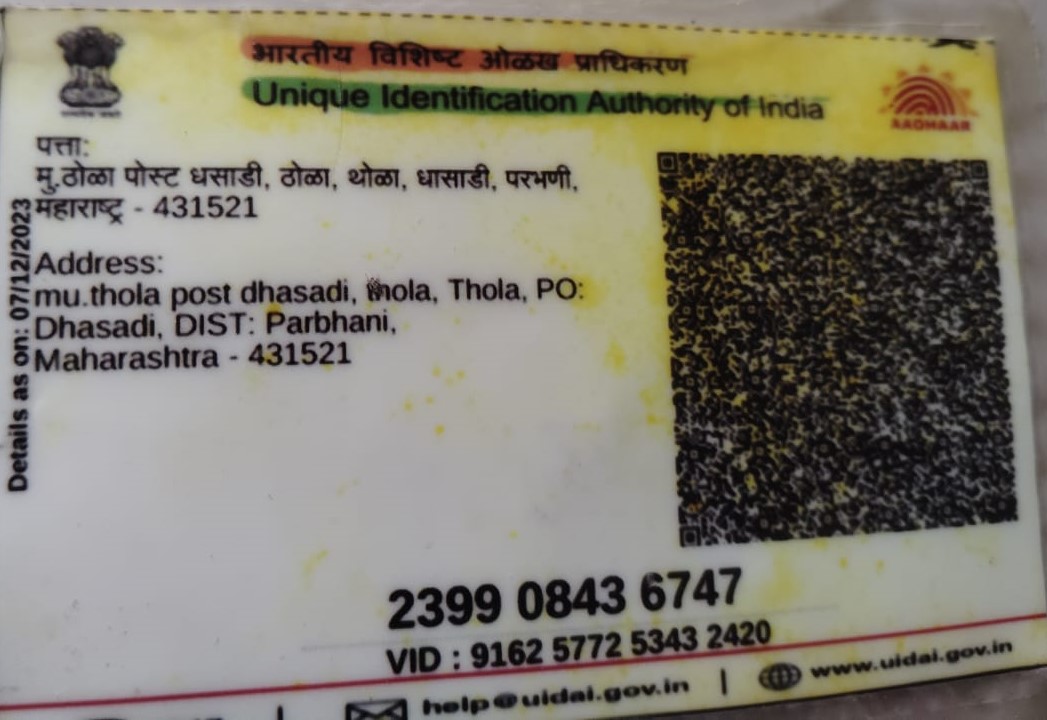 भारतीय विशिष्ट ओळख प्राधिकरण
Unique Identification Authority of India
AADHAAR
पत्ता:
मु.ठोळा पोस्ट धसाडी, ठोळा, थोळा, धासाडी, परभणी,
महाराष्ट्र - 431521
Address:
mu.thola post dhasadi, thola, Thola, PO:
Dhasadi, DIST: Parbhani,
Maharashtra - 431521
Details as on: 07/12/2023
2399 0843 6747
VID : 9162 5772 5343 2420
help@uidai.gov.in | www.uidai.gov.in